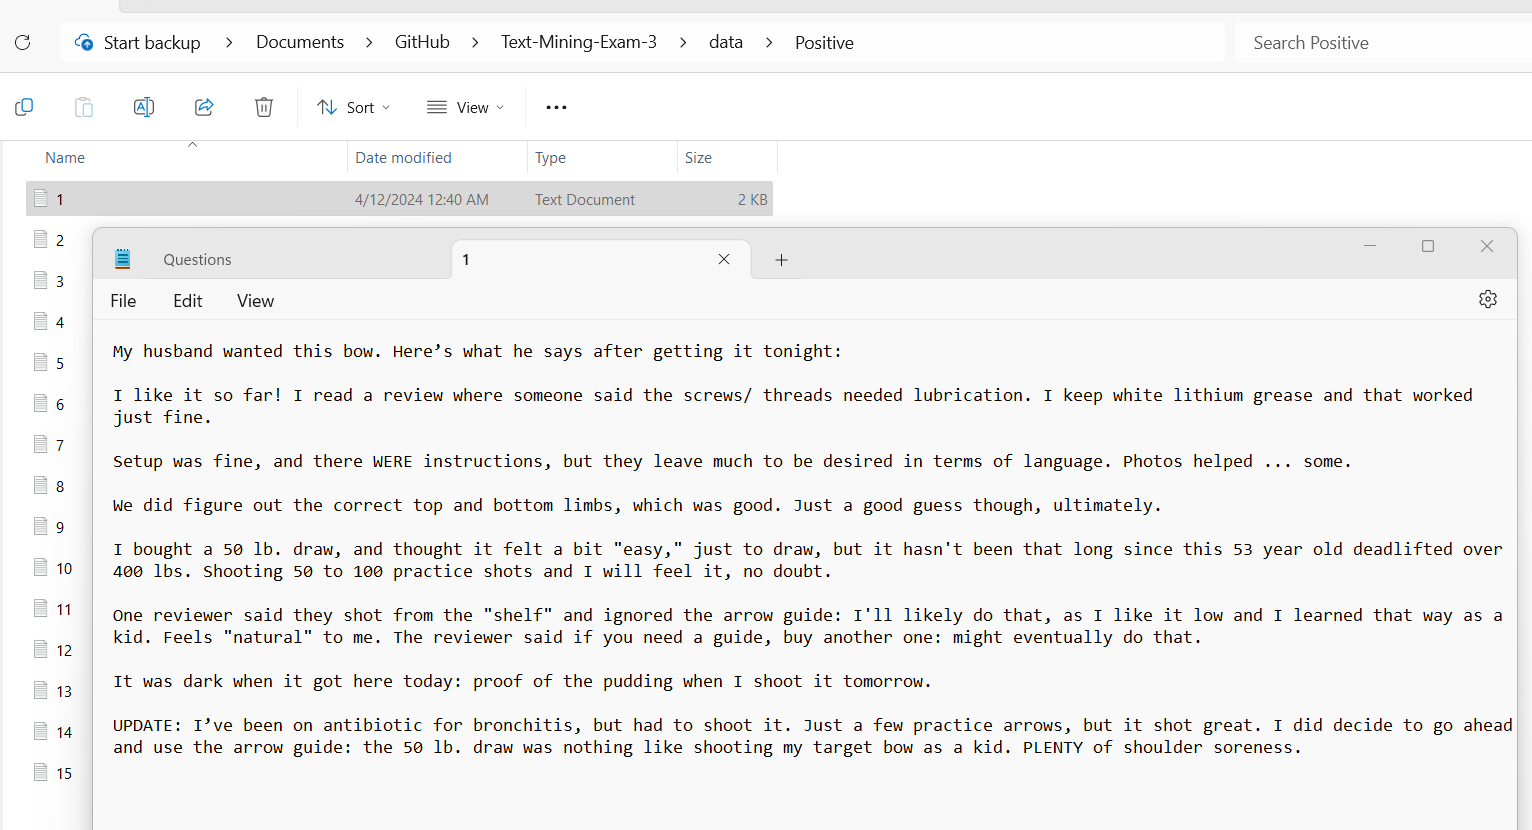 Start backup > Documents > GitHub > Text-Mining-Exam-3 > data > Positive
Search Positive
Sort
View
Name Date modified Type Size
1 4/12/2024 12:40 AM Text Document 2 KB
2
3
4
5
6
7
8
9
10
11
12
13
14
15
Questions
1
File Edit View
My husband wanted this bow. Here’s what he says after getting it tonight:
I like it so far! I read a review where someone said the screws/ threads needed lubrication. I keep white lithium grease and that worked
just fine.
Setup was fine, and there WERE instructions, but they leave much to be desired in terms of language. Photos helped ... some.
We did figure out the correct top and bottom limbs, which was good. Just a good guess though, ultimately.
I bought a 50 lb. draw, and thought it felt a bit "easy," just to draw, but it hasn't been that long since this 53 year old deadlifted over
400 lbs. Shooting 50 to 100 practice shots and I will feel it, no doubt.
One reviewer said they shot from the "shelf" and ignored the arrow guide: I'll likely do that, as I like it low and I learned that way as a
kid. Feels "natural" to me. The reviewer said if you need a guide, buy another one: might eventually do that.
It was dark when it got here today: proof of the pudding when I shoot it tomorrow.
UPDATE: I’ve been on antibiotic for bronchitis, but had to shoot it. Just a few practice arrows, but it shot great. I did decide to go ahead
and use the arrow guide: the 50 lb. draw was nothing like shooting my target bow as a kid. PLENTY of shoulder soreness.